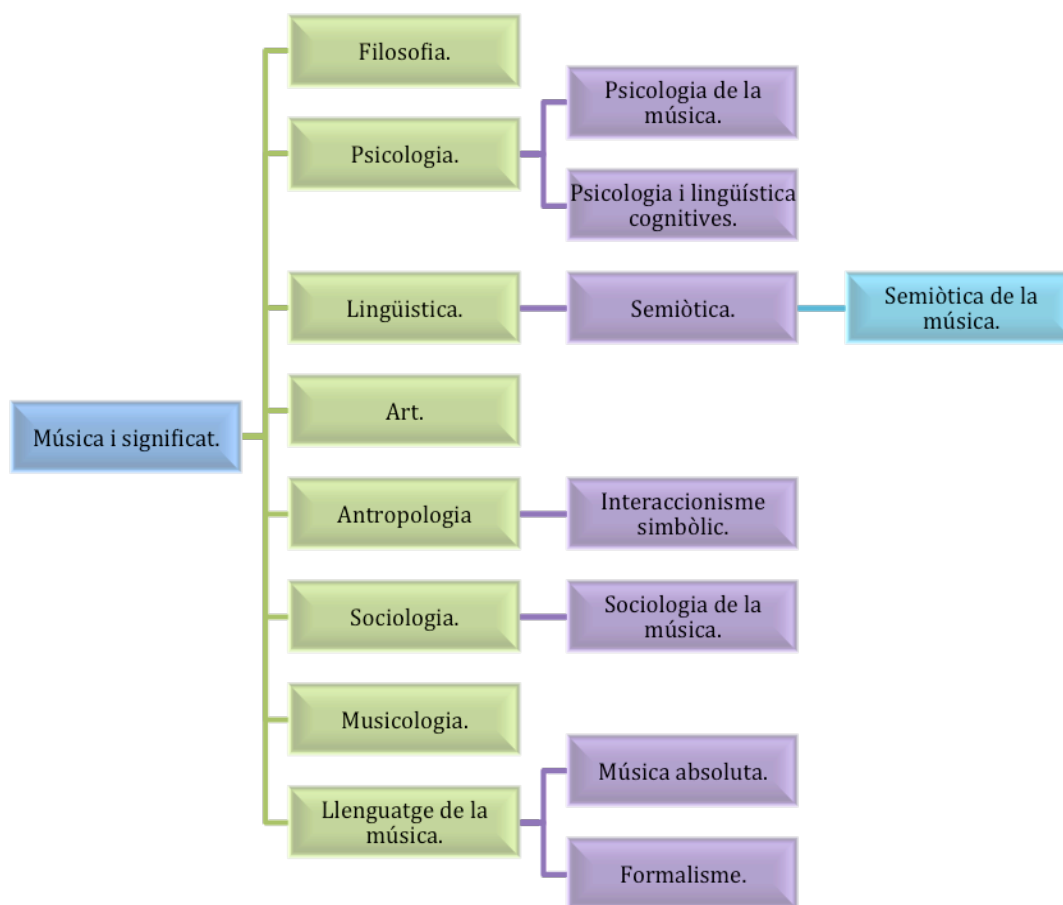 Filosofia.
Psicologia de la
música.
Psicologia.
Psicologia i lingüística
cognitives.
Lingüistica.
Semiòtica.
Semiòtica de la
música.
Art.
Música i significat.
Antropologia
Interaccionisme
simbòlic.
Sociologia.
Sociologia de la
música.
Musicologia.
Música absoluta.
Llenguatge de la
música.
Formalisme.